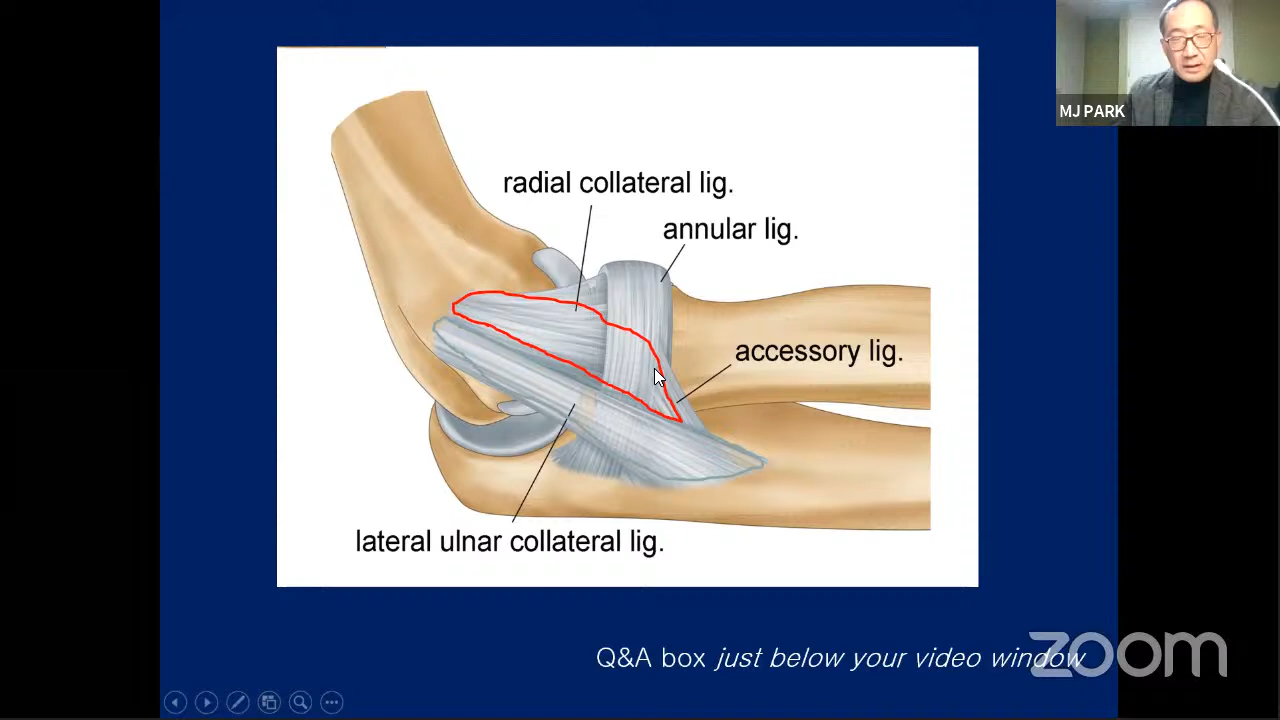 MJ PARK
radial collateral lig.
annular lig.
accessory lig.
lateral ulnar collateral lig.
Q&A box just below your video window
zoom